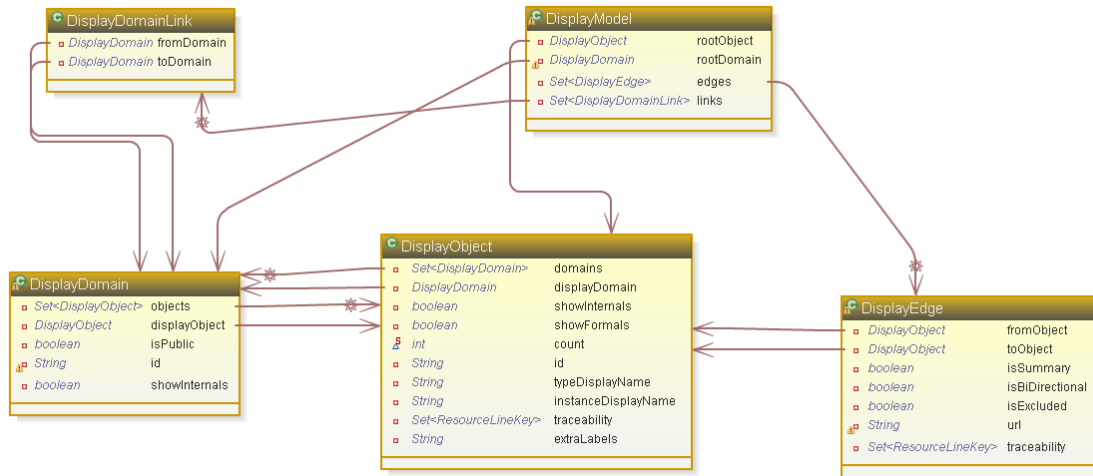 DisplayDomainLink
DisplayDomain fromDomain
DisplayDomain toDomain
DisplayModel
DisplayObject rootObject
DisplayDomain rootDomain
Set<DisplayEdge> edges
Set<DisplayDomainLink> links
DisplayDomain
Set<DisplayObject> objects
DisplayObject displayObject
boolean isPublic
String id
boolean showInternals
DisplayObject
Set<DisplayDomain> domains
DisplayDomain displayDomain
boolean showInternals
boolean showFormals
int count
String id
String typeDisplayName
String instanceDisplayName
Set<ResourceLineKey> traceability
String extraLabels
DisplayEdge
DisplayObject fromObject
DisplayObject toObject
boolean isSummary
boolean isBiDirectional
boolean isExcluded
String url
Set<ResourceLineKey> traceability